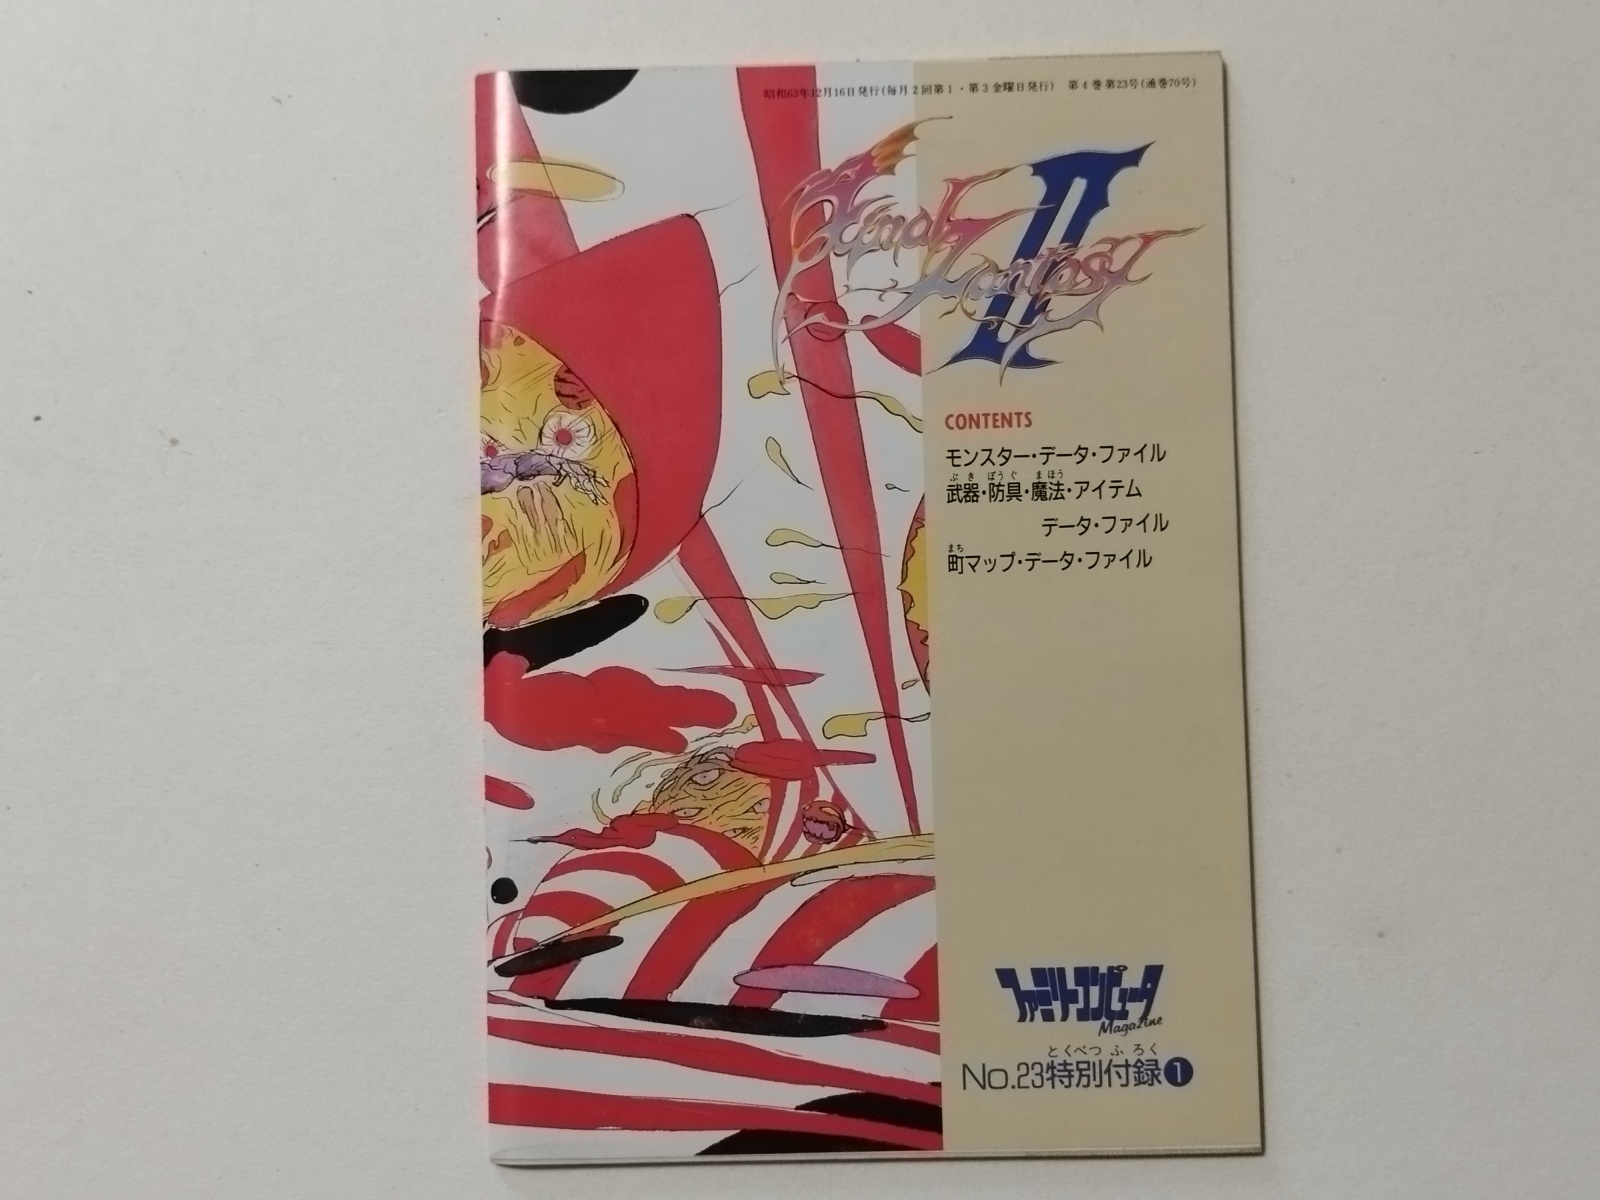 昭和63年12月16日発行(毎月2回第1・第3金曜日発行) 第4巻第23号(通巻70号)
Final Fantasy II
CONTENTS
モンスター・データ・ファイル
ぶき ぼうぐ まほう
武器・防具・魔法・アイテム
データ・ファイル
まち
町マップ・データ・ファイル
ファミリーコンピュータ
Magazine
とくべつ ふろく
No.23特別付録1